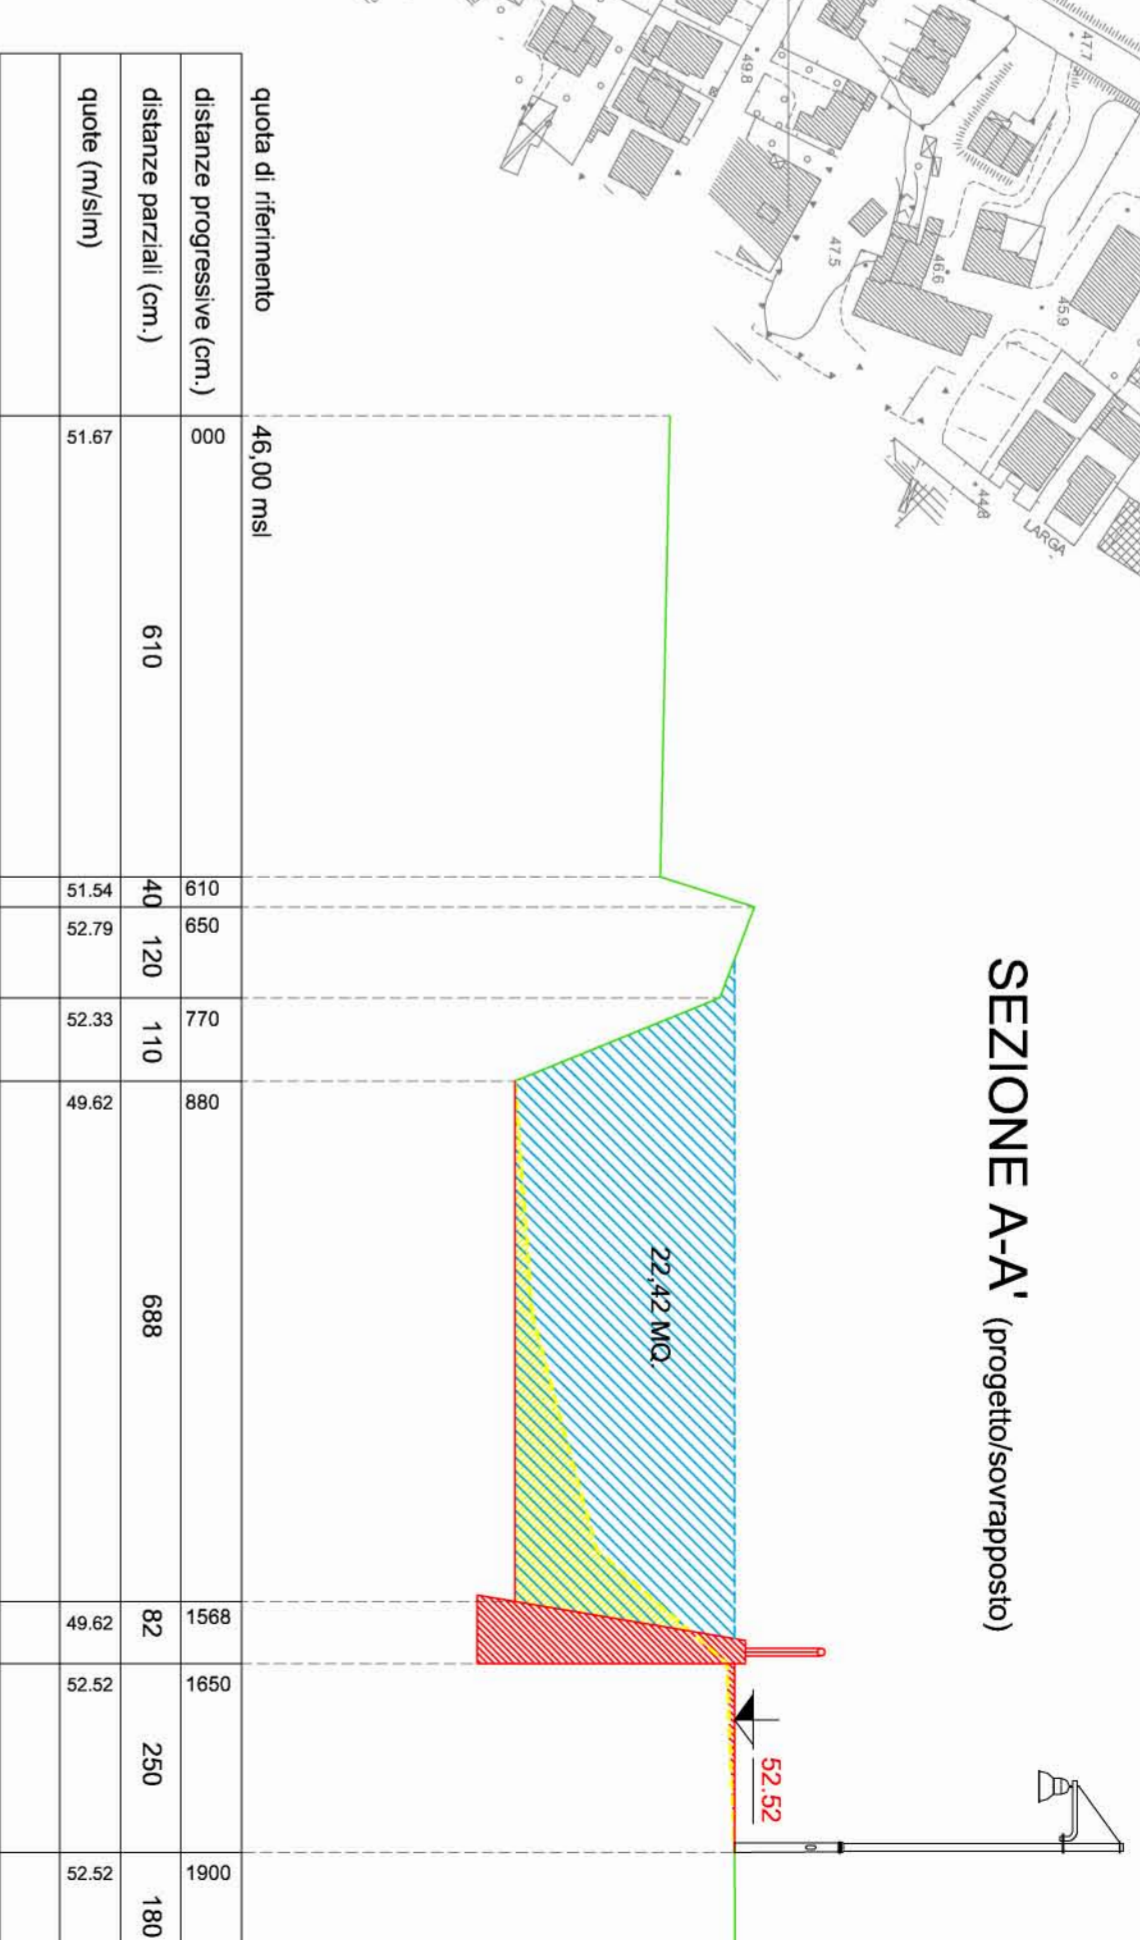 SEZIONE A-A' (progetto/sovrapposto)
47.7
49.8
47.5
46.6
45.9
44.8
LARGA
52.52
22,42 MQ.
quota di riferimento 46,00 msl
distanze progressive (cm.) 000 610 650 770 880 1568 1650 1900
distanze parziali (cm.) 610 40 120 110 688 82 250 180
quote (m/slm) 51.67 51.54 52.79 52.33 49.62 49.62 52.52 52.52